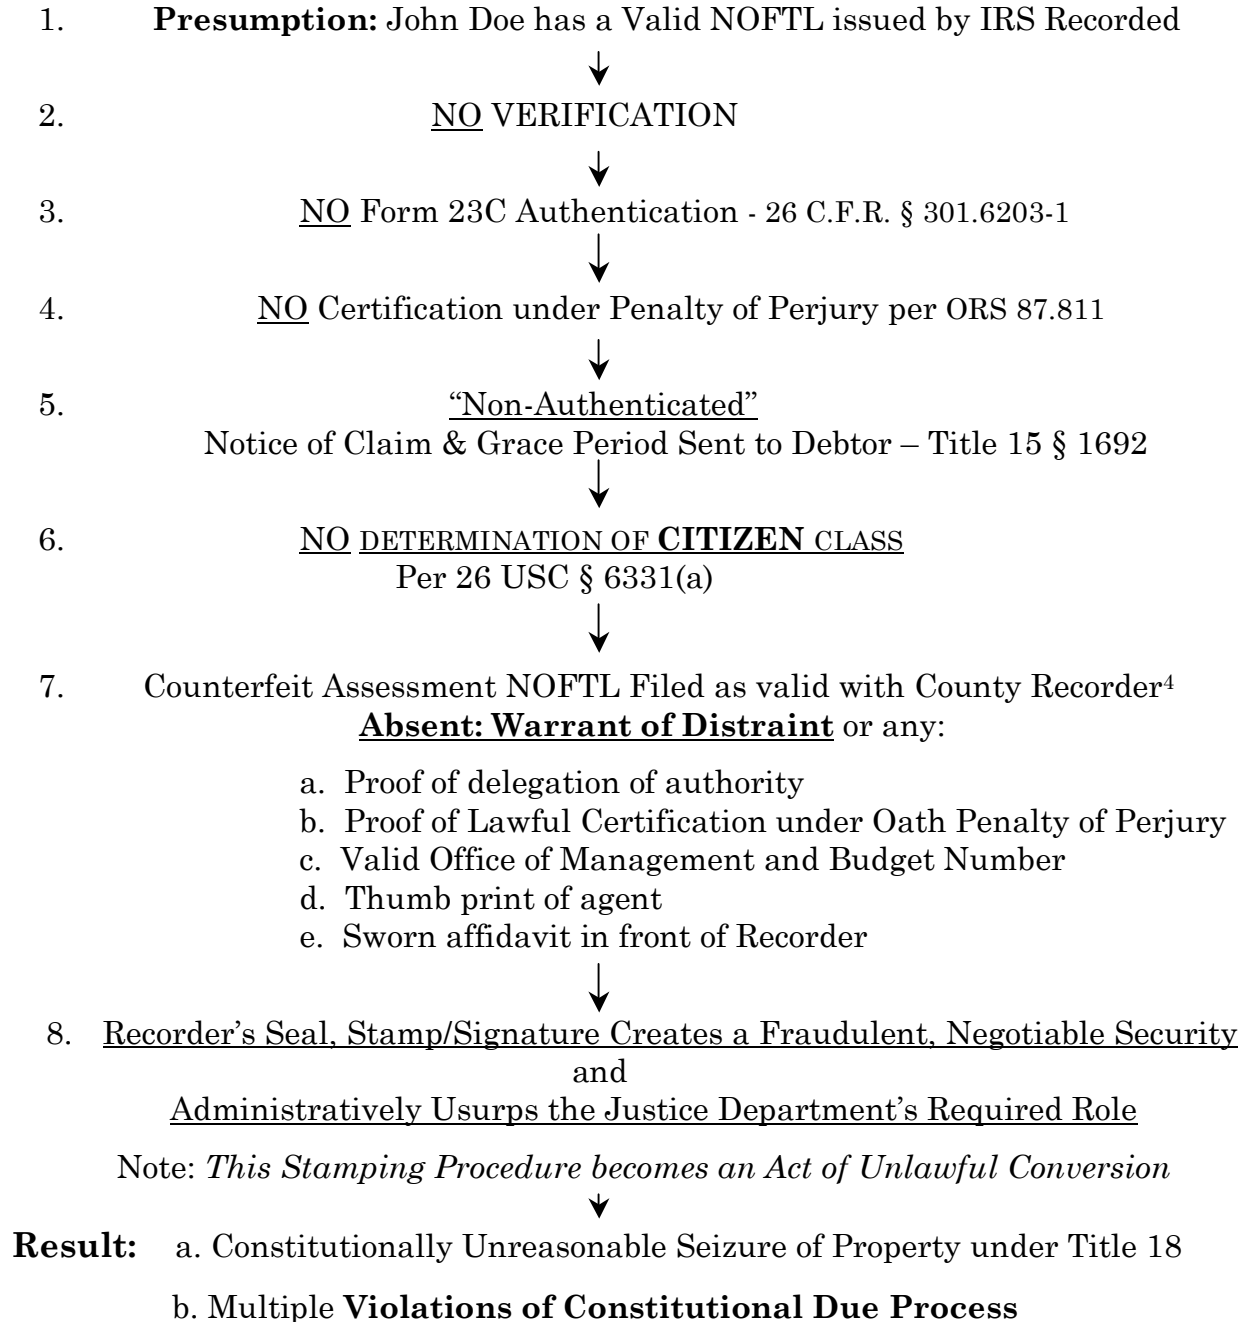 1. Presumption: John Doe has a Valid NOFTL issued by IRS Recorded
2. NO VERIFICATION
3. NO Form 23C Authentication - 26 C.F.R. § 301.6203-1
4. NO Certification under Penalty of Perjury per ORS 87.811
5. “Non-Authenticated”
Notice of Claim & Grace Period Sent to Debtor – Title 15 § 1692
6. NO DETERMINATION OF CITIZEN CLASS
Per 26 USC § 6331(a)
7. Counterfeit Assessment NOFTL Filed as valid with County Recorder⁴
Absent: Warrant of Distraint or any:
a. Proof of delegation of authority
b. Proof of Lawful Certification under Oath Penalty of Perjury
c. Valid Office of Management and Budget Number
d. Thumb print of agent
e. Sworn affidavit in front of Recorder
8. Recorder’s Seal, Stamp/Signature Creates a Fraudulent, Negotiable Security
and
Administratively Usurps the Justice Department’s Required Role
Note: This Stamping Procedure becomes an Act of Unlawful Conversion
Result: a. Constitutionally Unreasonable Seizure of Property under Title 18
b. Multiple Violations of Constitutional Due Process